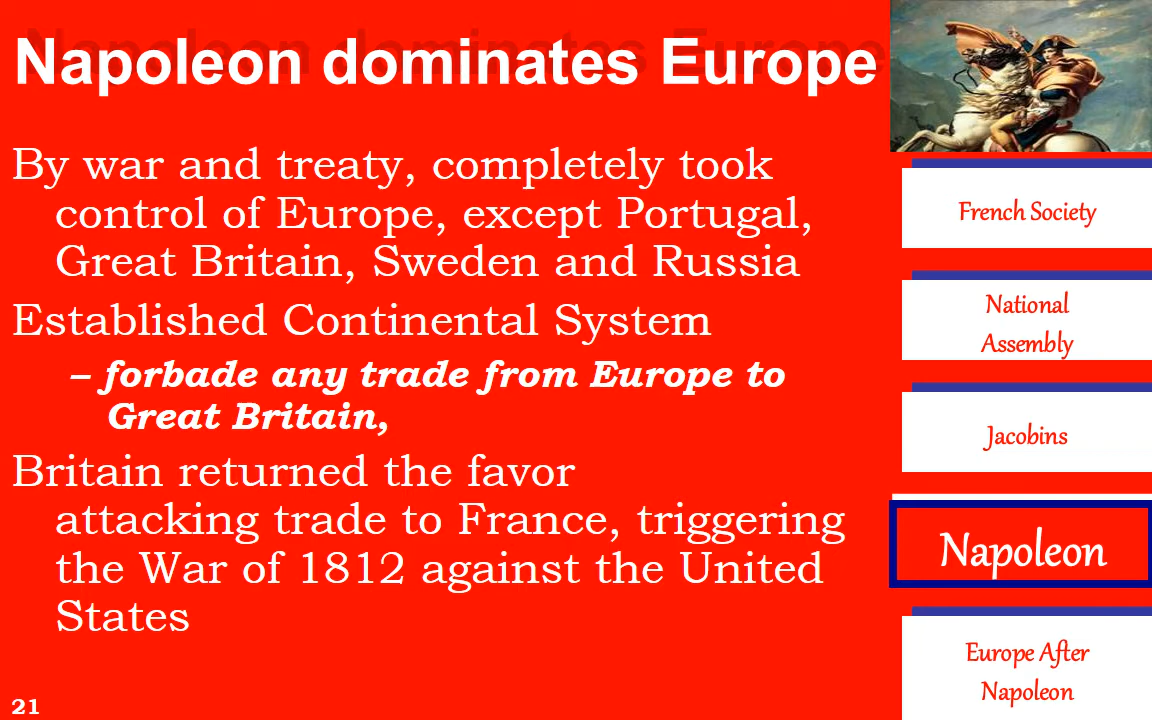 Napoleon dominates Europe
By war and treaty, completely took
control of Europe, except Portugal,
Great Britain, Sweden and Russia
Established Continental System
– forbade any trade from Europe to
Great Britain,
Britain returned the favor
attacking trade to France, triggering
the War of 1812 against the United
States
21
French Society
National
Assembly
Jacobins
Napoleon
Europe After
Napoleon